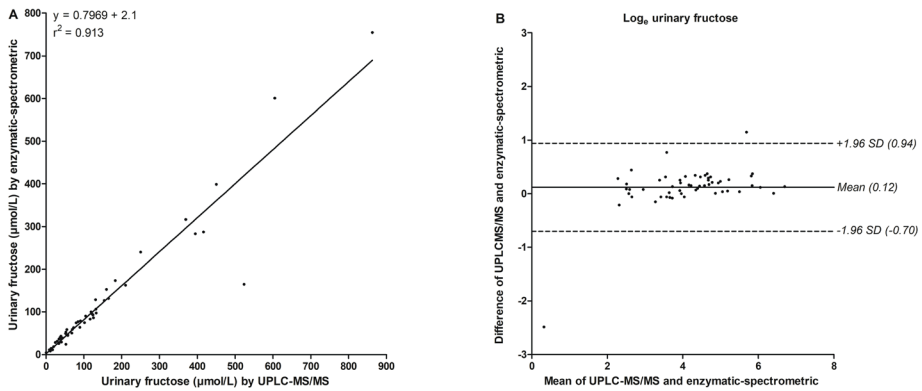 A
y = 0.7969 + 2.1
r² = 0.913
Urinary fructose (µmol/L) by enzymatic-spectrometric
800
700
600
500
400
300
200
100
0
0 100 200 300 400 500 600 700 800 900
Urinary fructose (µmol/L) by UPLC-MS/MS
B
Logₑ urinary fructose
Difference of UPLCMS/MS and enzymatic-spectrometric
3
2
1
0
-1
-2
-3
+1.96 SD (0.94)
Mean (0.12)
-1.96 SD (-0.70)
0 2 4 6 8
Mean of UPLC-MS/MS and enzymatic-spectrometric